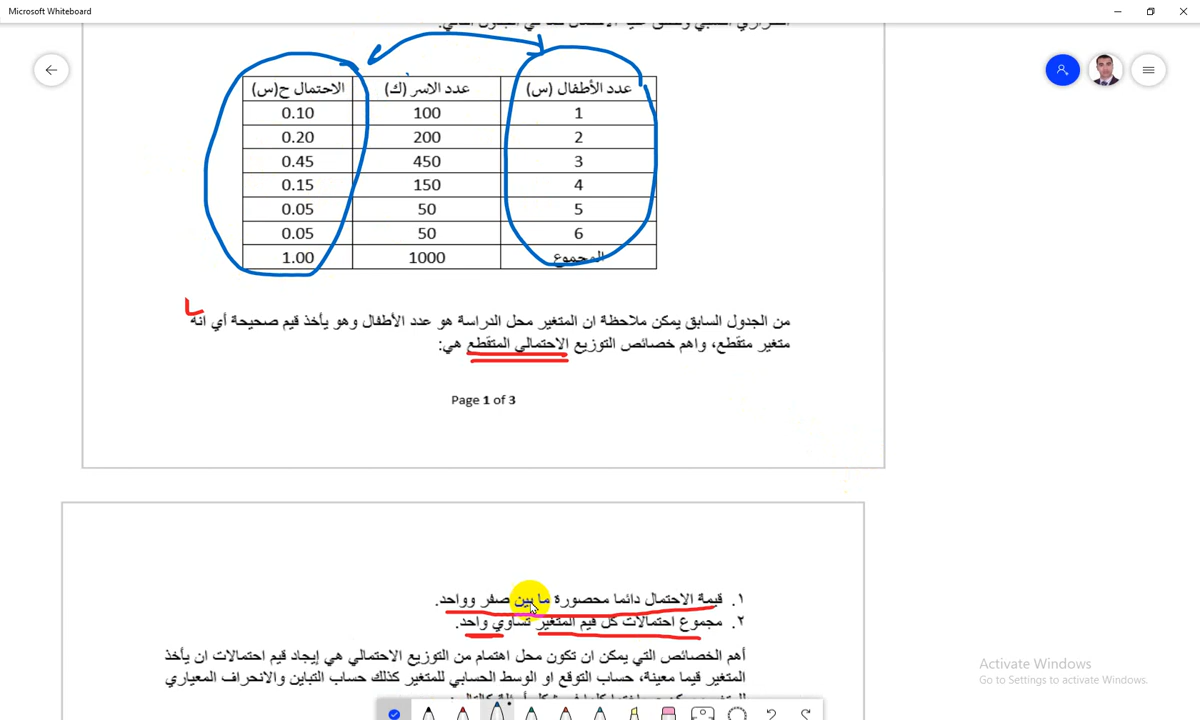 Microsoft Whiteboard
عدد الأطفال (س) عدد الاسر (ك) الاحتمال ح(س)
1 100 0.10
2 200 0.20
3 450 0.45
4 150 0.15
5 50 0.05
6 50 0.05
المجموع 1000 1.00
من الجدول السابق يمكن ملاحظة ان المتغير محل الدراسة هو عدد الأطفال وهو يأخذ قيم صحيحة أي انه
متغير متقطع، واهم خصائص التوزيع الاحتمالي المتقطع هي:
Page 1 of 3
١. قيمة الاحتمال دائما محصورة ما بين صفر وواحد.
٢. مجموع احتمالات كل قيم المتغير تساوي واحد.
أهم الخصائص التي يمكن ان تكون محل اهتمام من التوزيع الاحتمالي هي إيجاد قيم احتمالات ان يأخذ
المتغير قيما معينة، حساب التوقع او الوسط الحسابي للمتغير كذلك حساب التباين والانحراف المعياري
Activate Windows
Go to Settings to activate Windows.